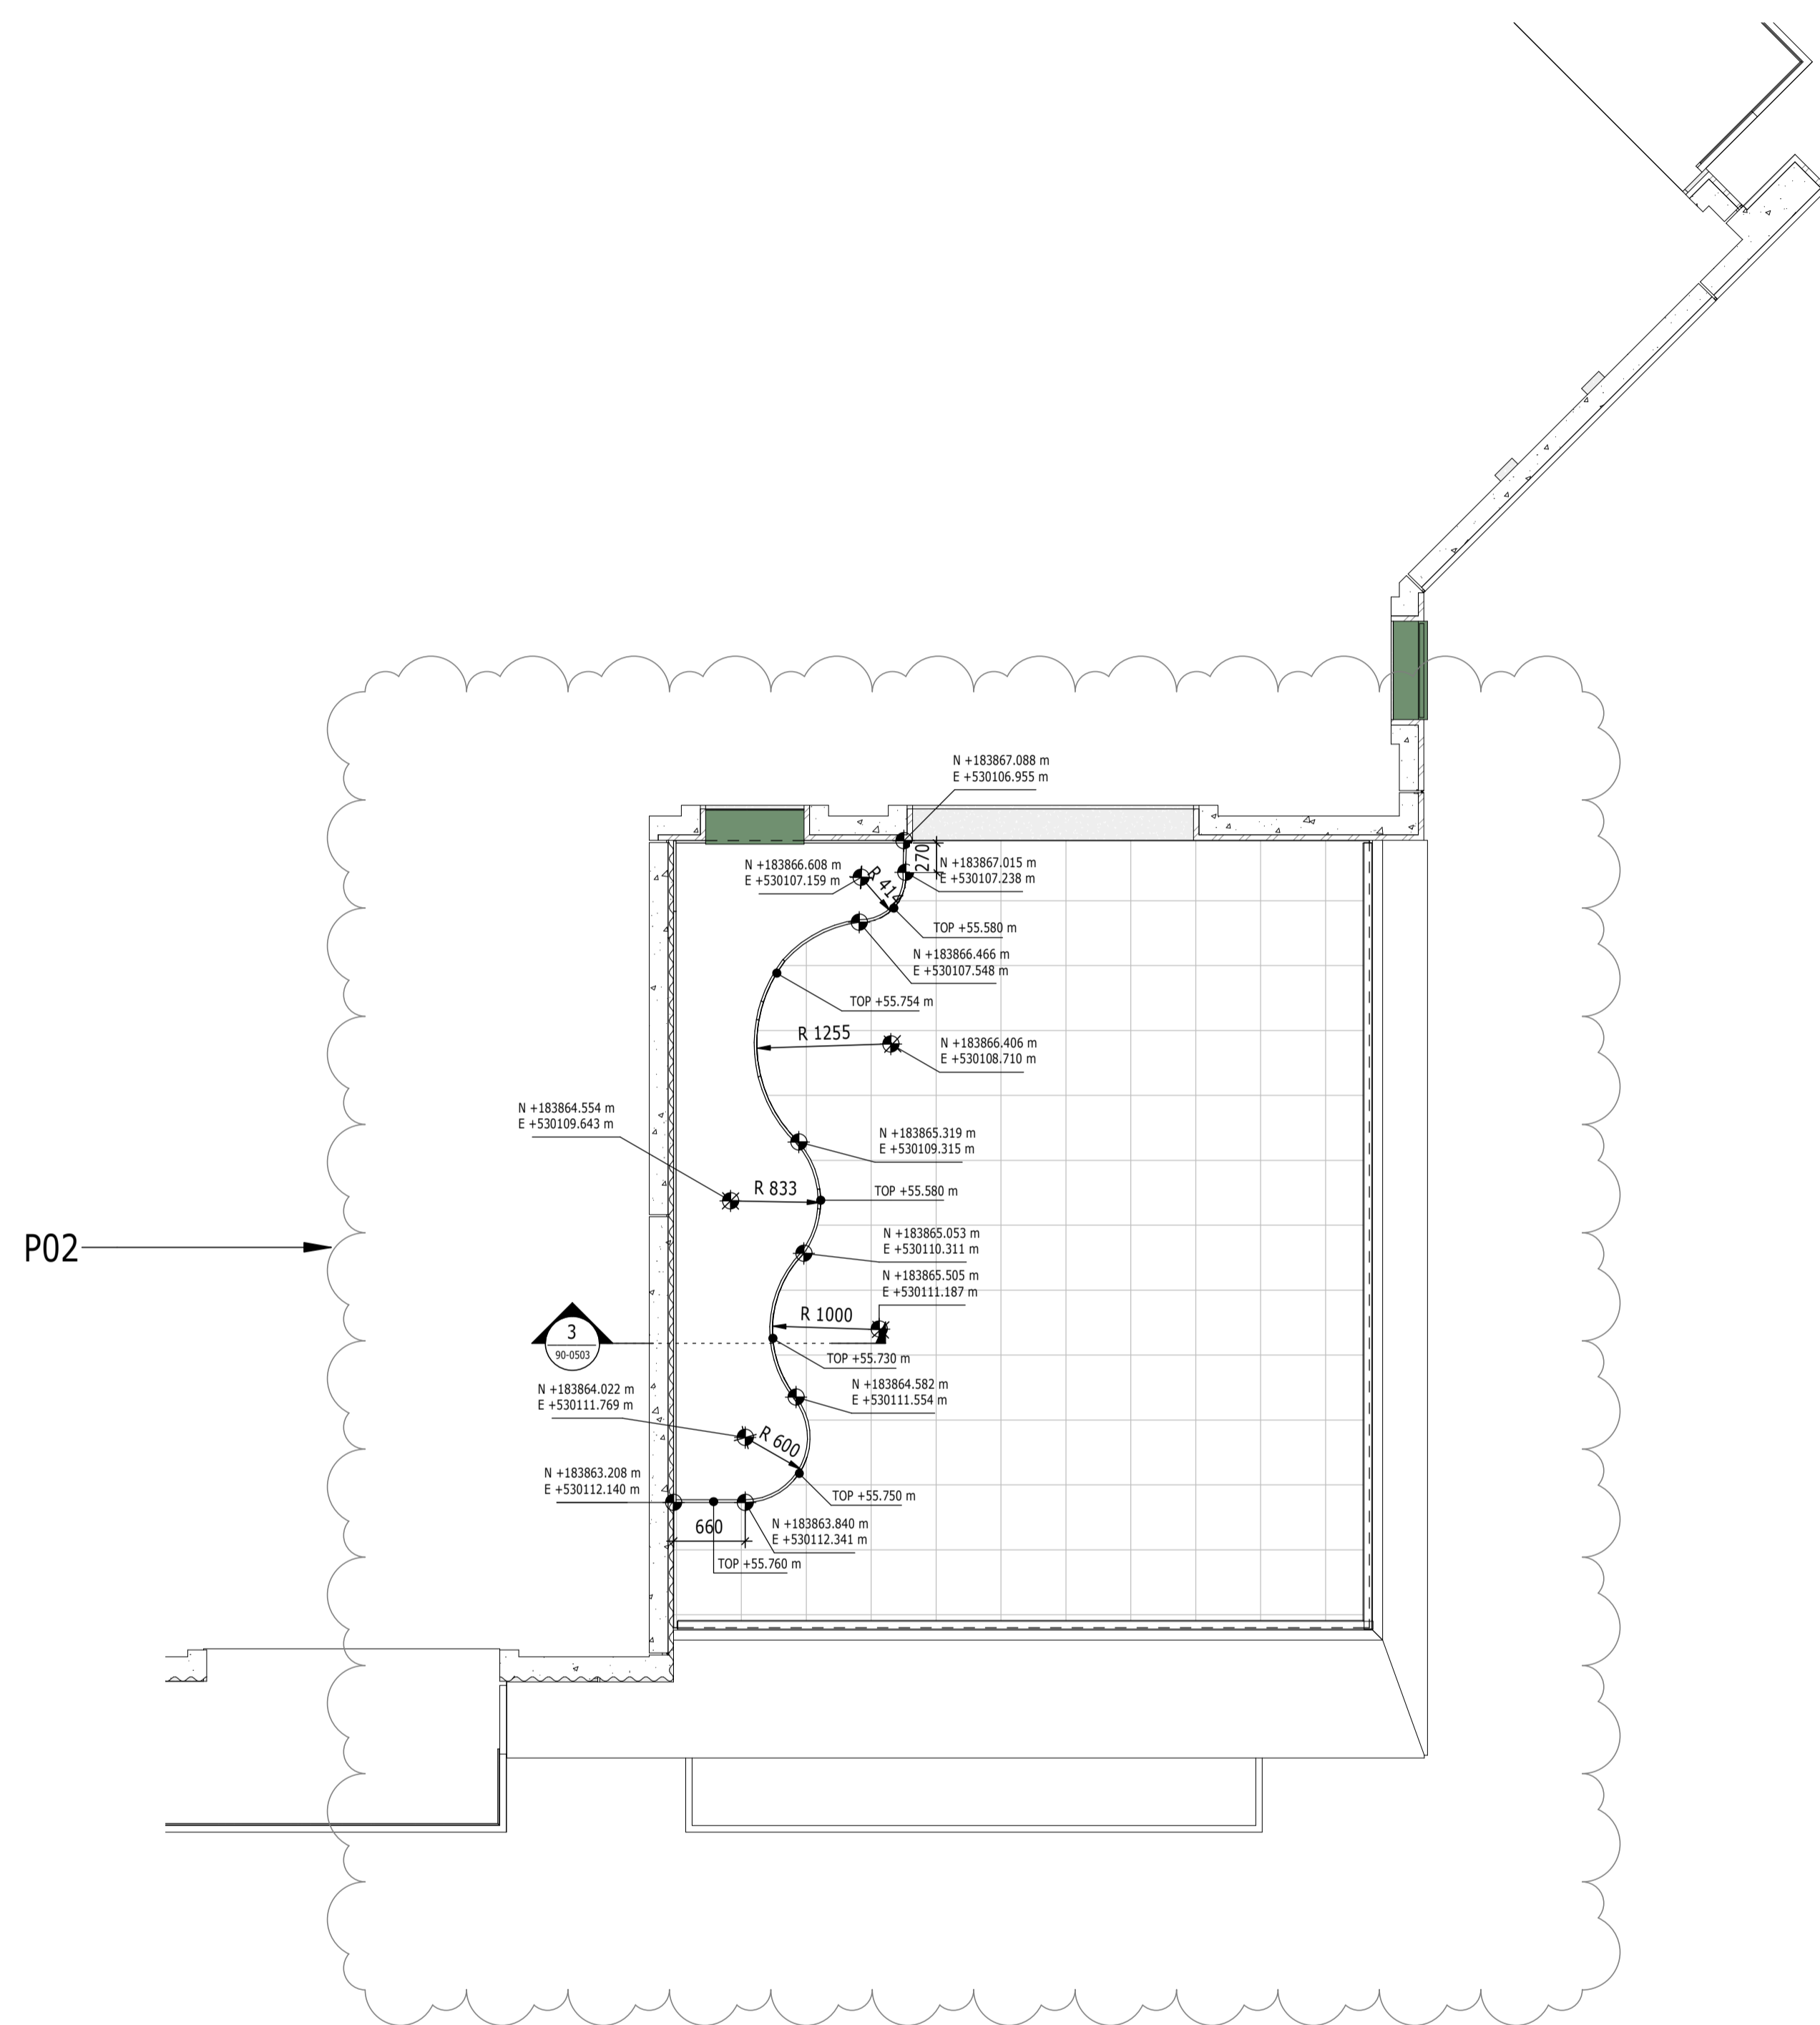 N +183867.088 m
E +530106.955 m
270
N +183866.608 m
E +530107.159 m
R 414
N +183867.015 m
E +530107.238 m
TOP +55.580 m
N +183866.466 m
E +530107.548 m
TOP +55.754 m
R 1255
N +183866.406 m
E +530108.710 m
N +183864.554 m
E +530109.643 m
N +183865.319 m
E +530109.315 m
R 833
TOP +55.580 m
P02
N +183865.053 m
E +530110.311 m
N +183865.505 m
E +530111.187 m
R 1000
3
90-0503
TOP +55.730 m
N +183864.022 m
E +530111.769 m
N +183864.582 m
E +530111.554 m
R 600
N +183863.208 m
E +530112.140 m
TOP +55.750 m
660
N +183863.840 m
E +530112.341 m
TOP +55.760 m